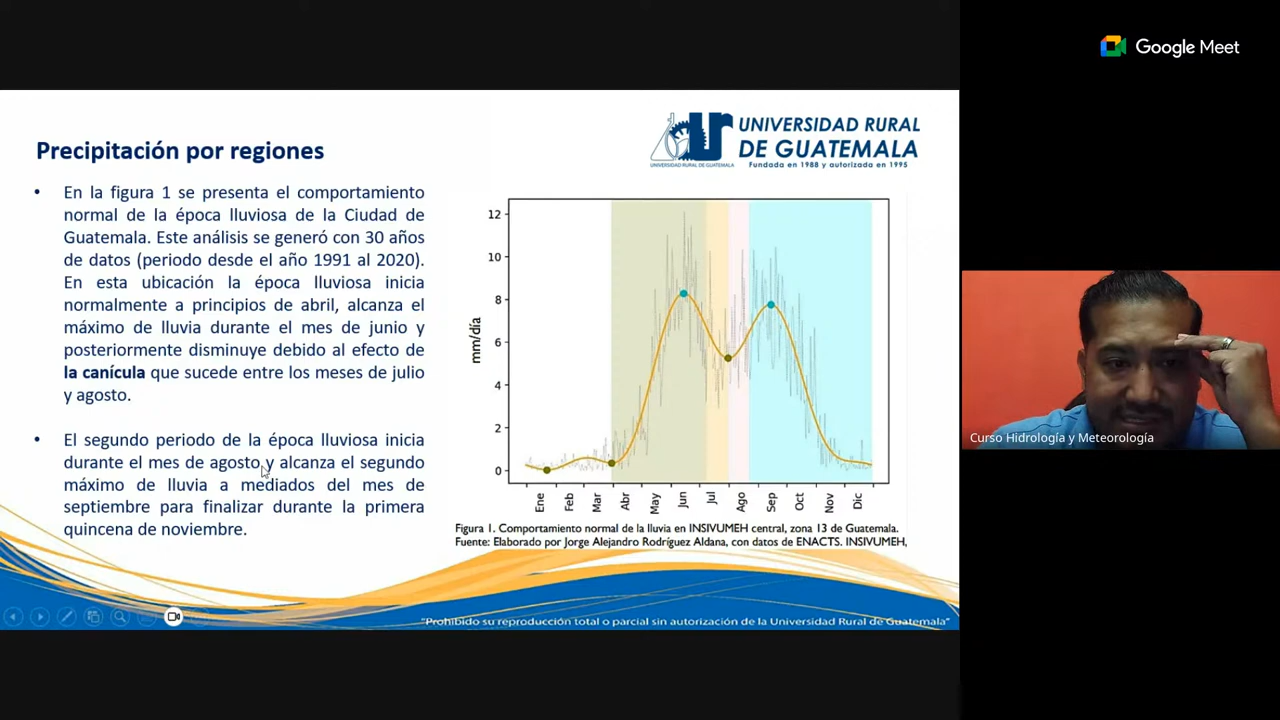 Google Meet
UNIVERSIDAD RURAL
DE GUATEMALA
Fundada en 1988 y autorizada en 1995
UNIVERSIDAD RURAL DE GUATEMALA
Precipitación por regiones
• En la figura 1 se presenta el comportamiento
normal de la época lluviosa de la Ciudad de
Guatemala. Este análisis se generó con 30 años
de datos (periodo desde el año 1991 al 2020).
En esta ubicación la época lluviosa inicia
normalmente a principios de abril, alcanza el
máximo de lluvia durante el mes de junio y
posteriormente disminuye debido al efecto de
la canícula que sucede entre los meses de julio
y agosto.
• El segundo periodo de la época lluviosa inicia
durante el mes de agosto y alcanza el segundo
máximo de lluvia a mediados del mes de
septiembre para finalizar durante la primera
quincena de noviembre.
mm/día
12
10
8
6
4
2
0
Ene Feb Mar Abr May Jun Jul Ago Sep Oct Nov Dic
Figura 1. Comportamiento normal de la lluvia en INSIVUMEH central, zona 13 de Guatemala.
Fuente: Elaborado por Jorge Alejandro Rodríguez Aldana, con datos de ENACTS. INSIVUMEH,
"Prohibido su reproducción total o parcial sin autorización de la Universidad Rural de Guatemala"
Curso Hidrología y Meteorología